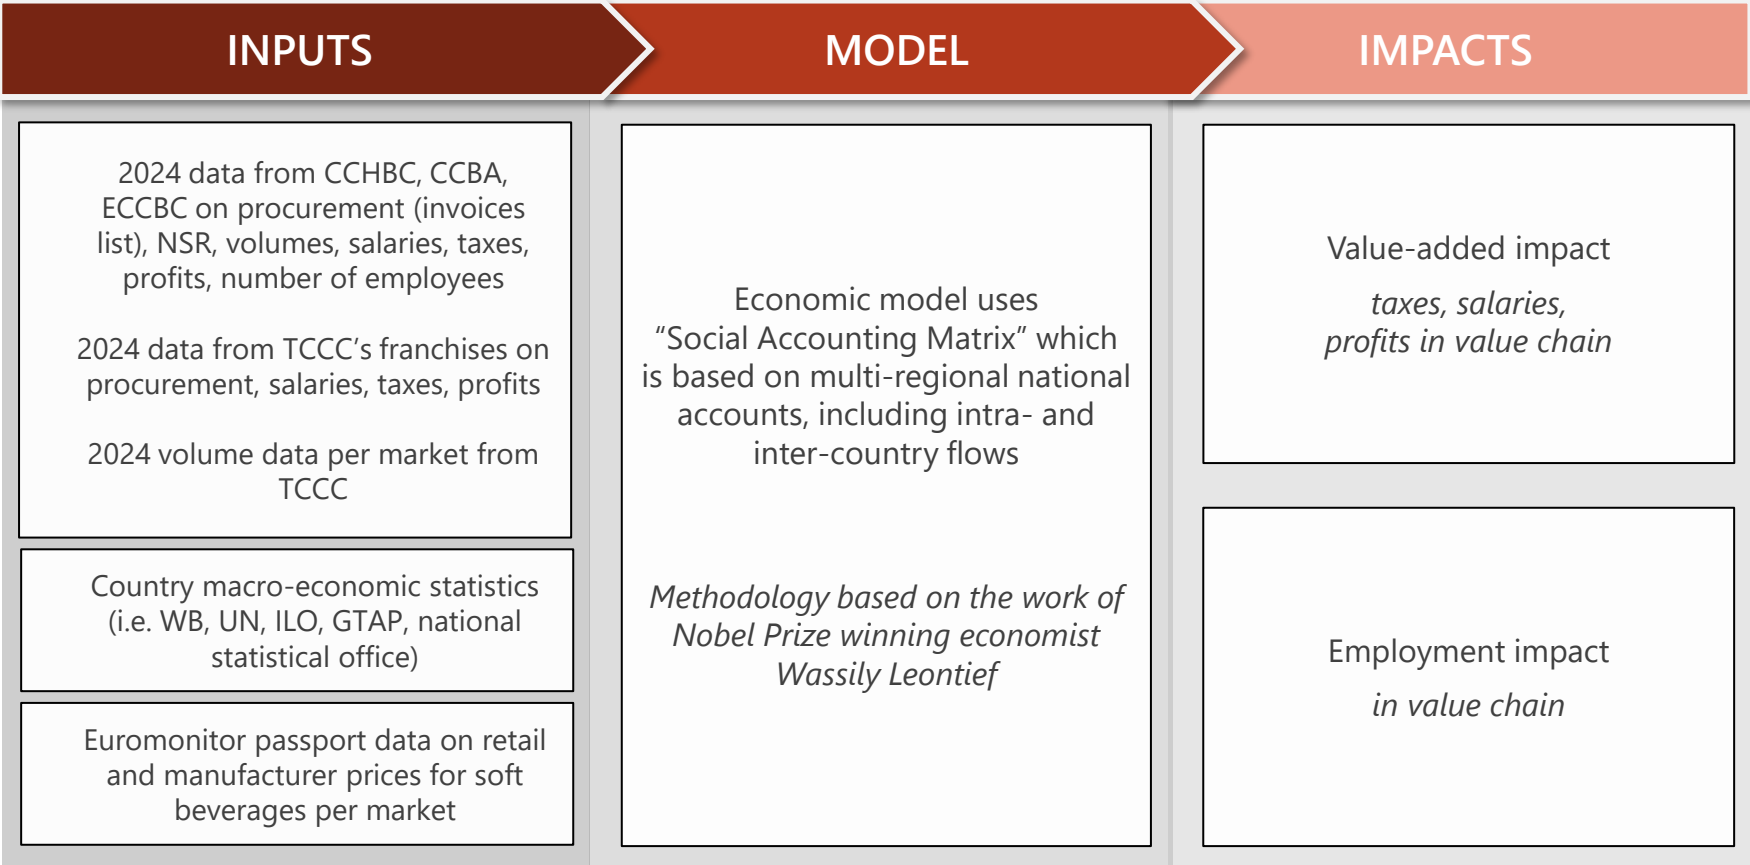 INPUTS
MODEL
IMPACTS
2024 data from CCHBC, CCBA,
ECCBC on procurement (invoices
list), NSR, volumes, salaries, taxes,
profits, number of employees
2024 data from TCCC’s franchises on
procurement, salaries, taxes, profits
2024 volume data per market from
TCCC
Country macro-economic statistics
(i.e. WB, UN, ILO, GTAP, national
statistical office)
Euromonitor passport data on retail
and manufacturer prices for soft
beverages per market
Economic model uses
“Social Accounting Matrix” which
is based on multi-regional national
accounts, including intra- and
inter-country flows
Methodology based on the work of
Nobel Prize winning economist
Wassily Leontief
Value-added impact
taxes, salaries,
profits in value chain
Employment impact
in value chain